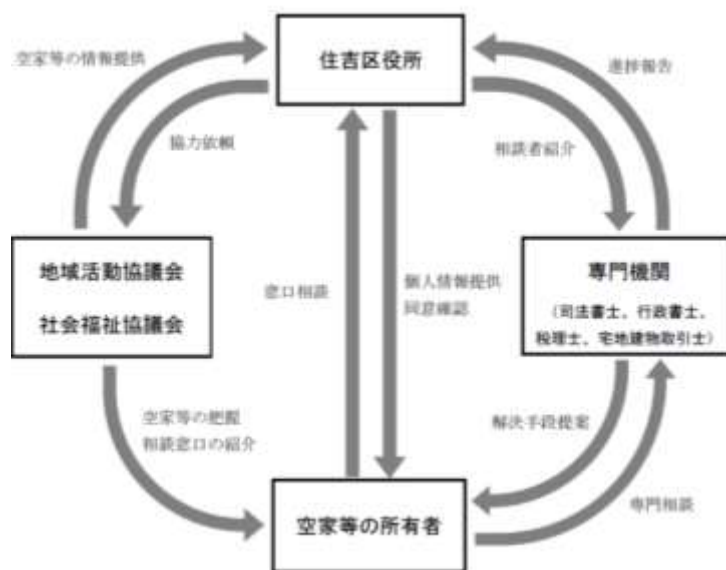 住吉区役所
空家等の情報提供
進捗報告
協力依頼
相談者紹介
地域活動協議会
社会福祉協議会
窓口相談
個人情報提供
同意確認
専門機関
（司法書士、行政書士、
税理士、宅地建物取引士）
空家等の把握
相談窓口の紹介
解決手段提案
専門相談
空家等の所有者